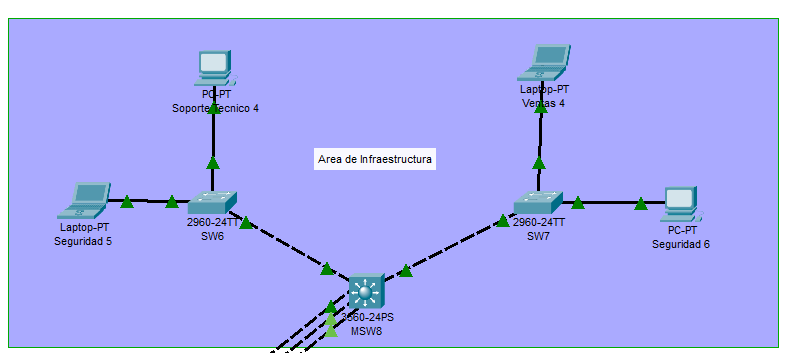 PC-PT
Soporte Tecnico 4
Laptop-PT
Ventas 4
Area de Infraestructura
Laptop-PT
Seguridad 5
2960-24TT
SW6
2960-24TT
SW7
PC-PT
Seguridad 6
3560-24PS
MSW8